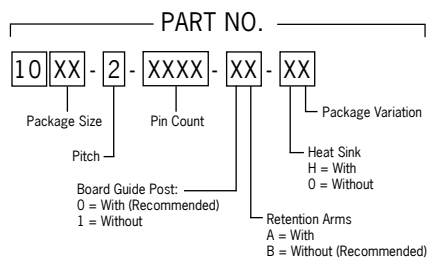 PART NO.
10 XX - 2 - XXXX - XX - XX
Package Size
Pin Count
Package Variation
Pitch
Heat Sink
H = With
0 = Without
Board Guide Post:
0 = With (Recommended)
1 = Without
Retention Arms
A = With
B = Without (Recommended)